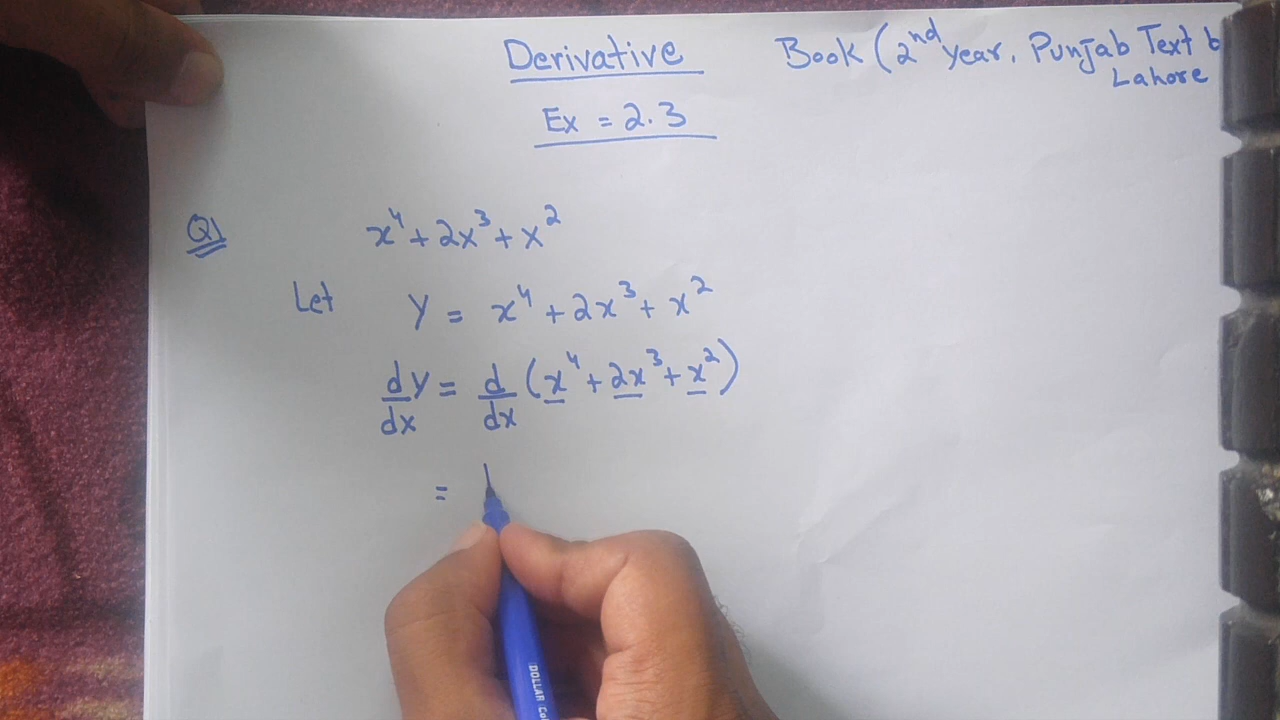 Derivative
Book (2nd year, Punjab Text b
Lahore
Ex = 2.3
Q1 x⁴ + 2x³ + x²
Let y = x⁴ + 2x³ + x²
d/dx y = d/dx (x⁴ + 2x³ + x²)
=
DOLLAR